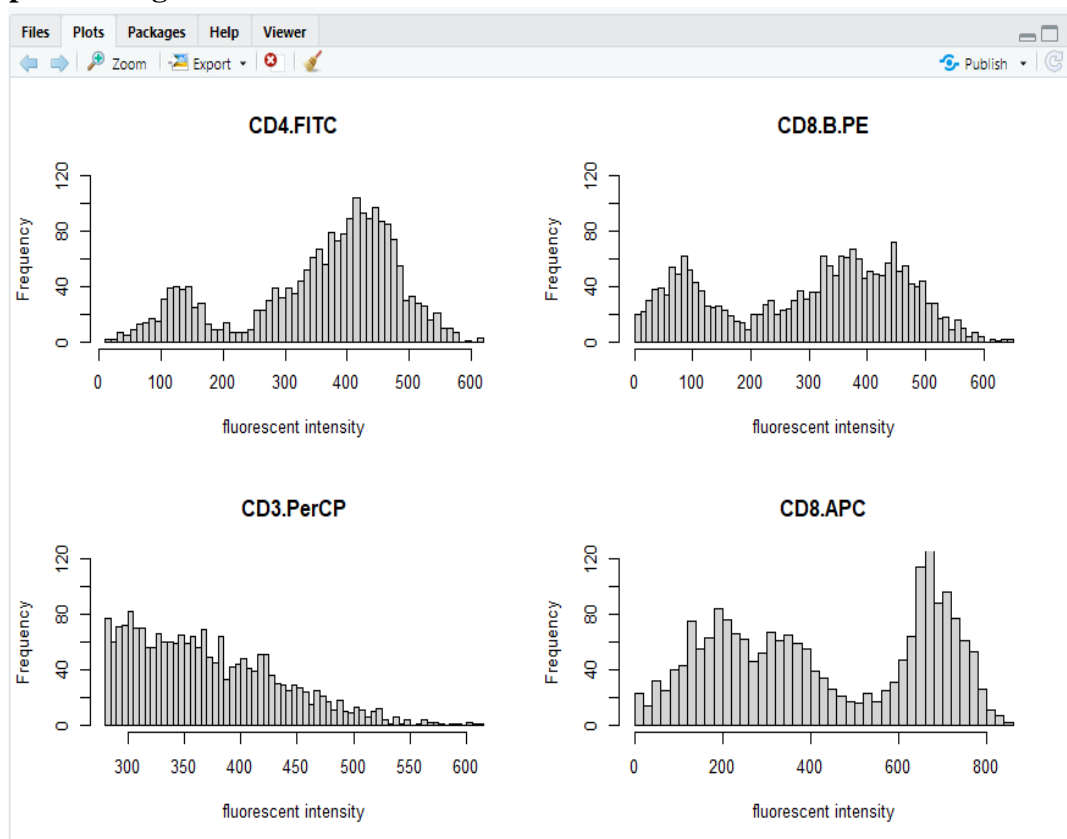 Files Plots Packages Help Viewer
Zoom Export Publish
CD4.FITC
Frequency
0 40 80 120
0 100 200 300 400 500 600
fluorescent intensity
CD8.B.PE
Frequency
0 40 80 120
0 100 200 300 400 500 600
fluorescent intensity
CD3.PerCP
Frequency
0 40 80 120
300 350 400 450 500 550 600
fluorescent intensity
CD8.APC
Frequency
0 40 80 120
0 200 400 600 800
fluorescent intensity